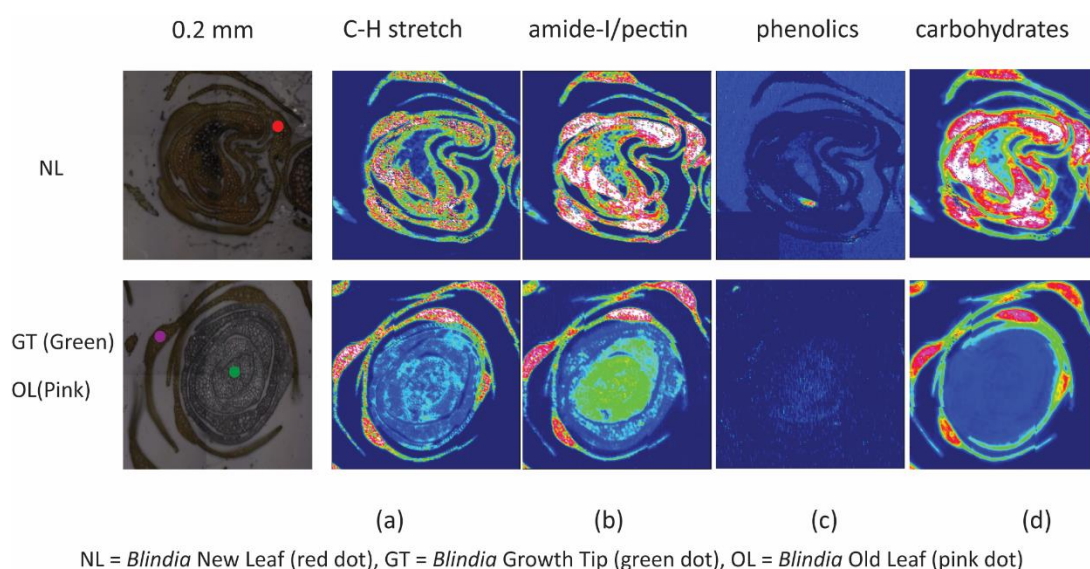 0.2 mm C-H stretch amide-I/pectin phenolics carbohydrates
NL
GT (Green)
OL(Pink)
(a) (b) (c) (d)
NL = Blindia New Leaf (red dot), GT = Blindia Growth Tip (green dot), OL = Blindia Old Leaf (pink dot)